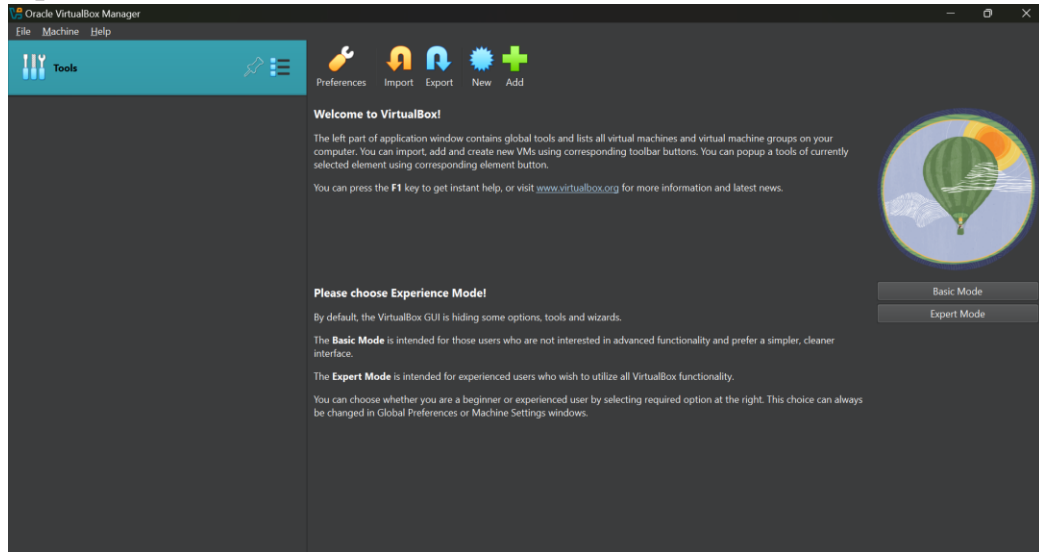 Oracle VirtualBox Manager
File Machine Help
Tools
Preferences Import Export New Add
Welcome to VirtualBox!
The left part of application window contains global tools and lists all virtual machines and virtual machine groups on your
computer. You can import, add and create new VMs using corresponding toolbar buttons. You can popup a tools of currently
selected element using corresponding element button.
You can press the F1 key to get instant help, or visit www.virtualbox.org for more information and latest news.
Please choose Experience Mode!
By default, the VirtualBox GUI is hiding some options, tools and wizards.
The Basic Mode is intended for those users who are not interested in advanced functionality and prefer a simpler, cleaner
interface.
The Expert Mode is intended for experienced users who wish to utilize all VirtualBox functionality.
You can choose whether you are a beginner or experienced user by selecting required option at the right. This choice can always
be changed in Global Preferences or Machine Settings windows.
Basic Mode
Expert Mode